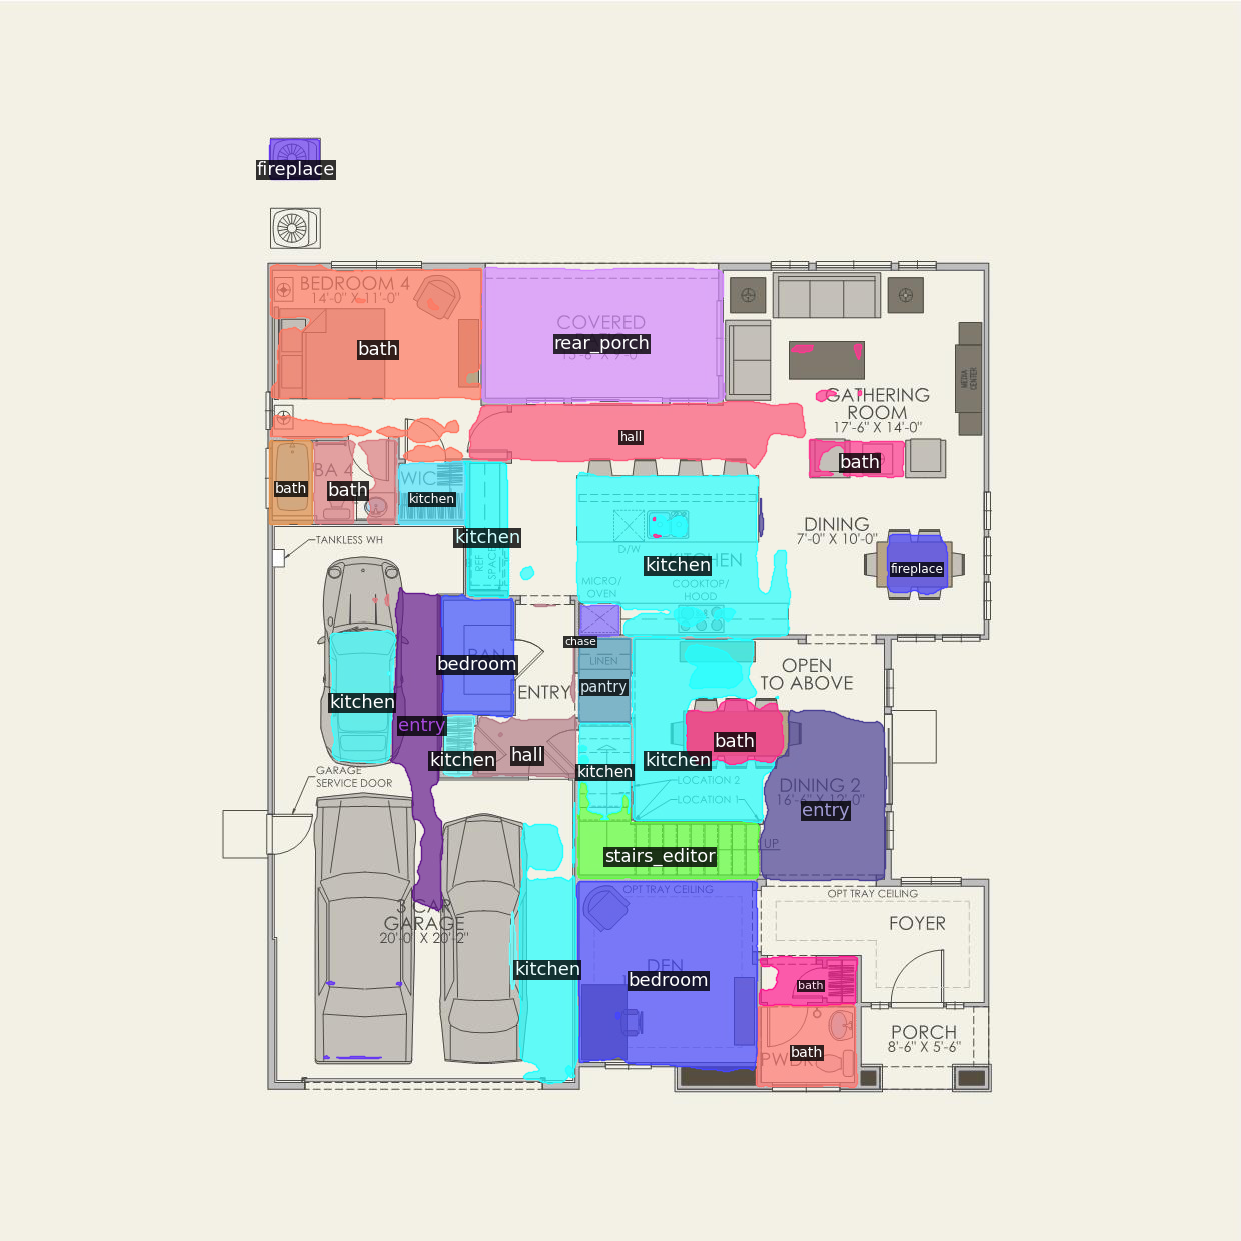 fireplace
BEDROOM 4
14'-0" X 11'-0"
bath
COVERED
rear_porch
MEDIA
CENTER
GATHERING
ROOM
17'-6" X 14'-0"
hall
bath
BA 4
bath
bath
WIC
kitchen
kitchen
REF
SPACE
TANKLESS WH
D/W
KITCHEN
kitchen
MICRO/
OVEN
COOKTOP/
HOOD
DINING
7'-0" X 10'-0"
fireplace
chase
LINEN
pantry
PAN
bedroom
ENTRY
OPEN
TO ABOVE
kitchen
entry
bath
kitchen
hall
kitchen
kitchen
GARAGE
SERVICE DOOR
LOCATION 2
LOCATION 1
DINING 2
16'-6" X 12'-0"
entry
UP
stairs_editor
OPT TRAY CEILING
OPT TRAY CEILING
3 CAR
GARAGE
20'-0" X 20'-2"
FOYER
DEN
bedroom
kitchen
bath
PORCH
8'-6" X 5'-6"
PWDR
bath